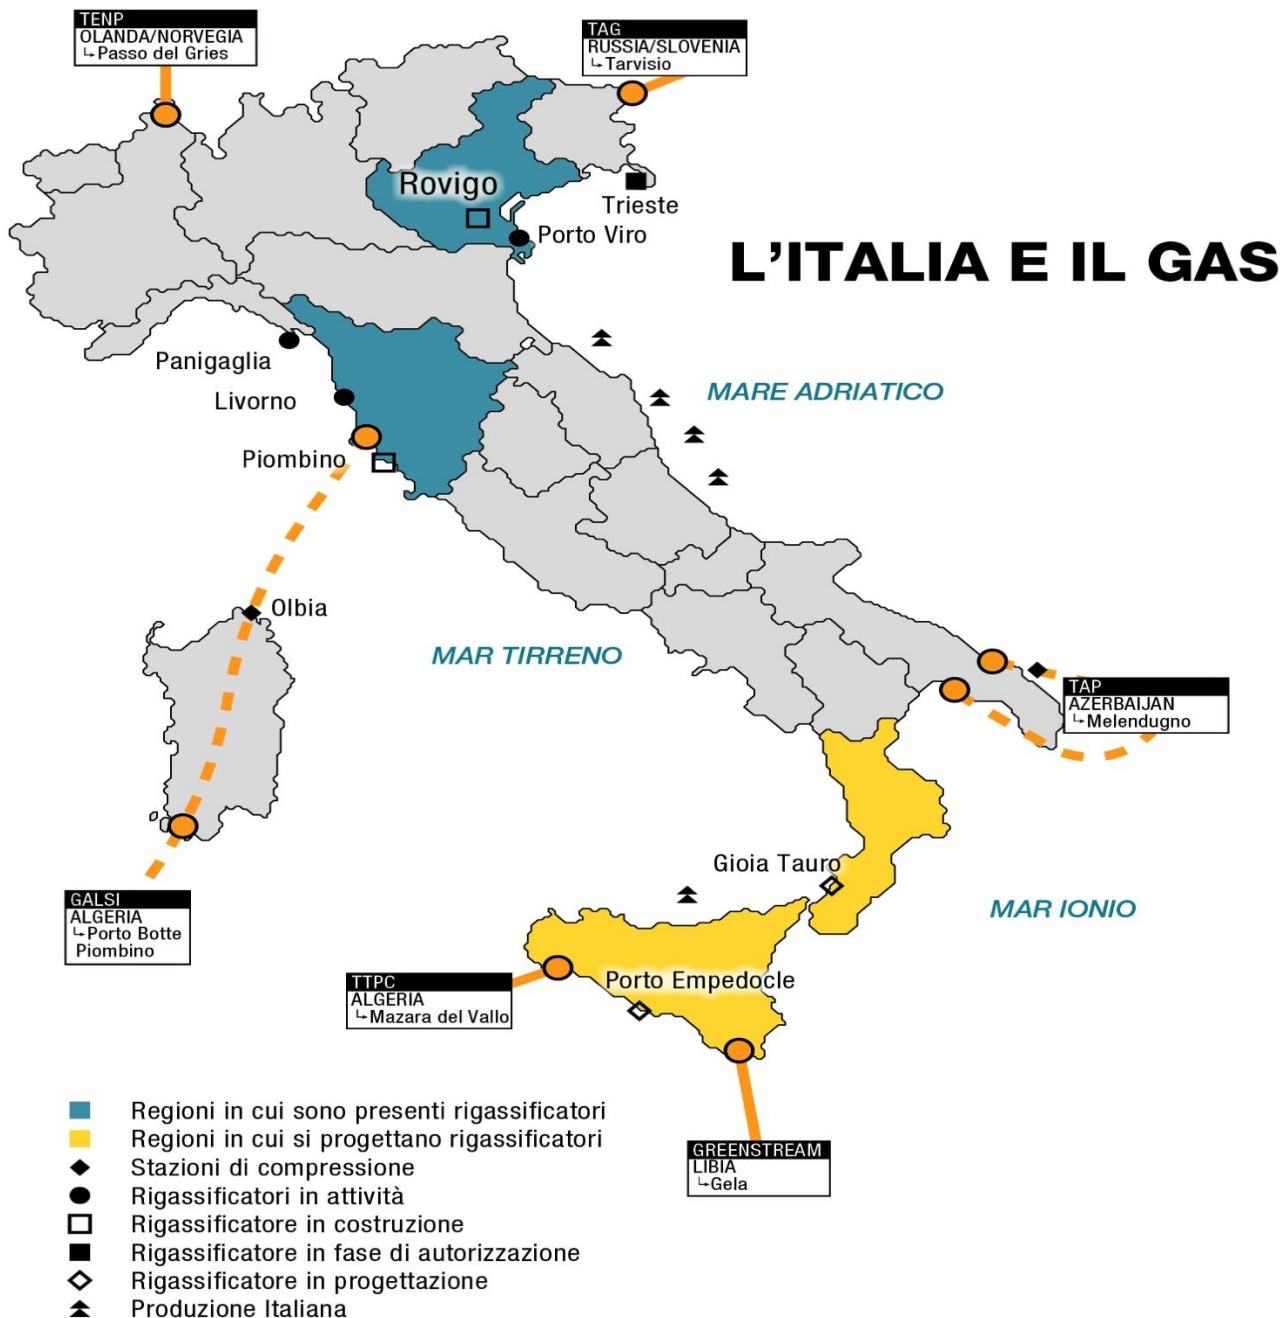 TENP
OLANDA/NORVEGIA
↳Passo del Gries
TAG
RUSSIA/SLOVENIA
↳Tarvisio
Rovigo
Trieste
Porto Viro
L'ITALIA E IL GAS
Panigaglia
Livorno
Piombino
MARE ADRIATICO
Olbia
MAR TIRRENO
TAP
AZERBAIJAN
↳Melendugno
Gioia Tauro
MAR IONIO
GALSI
ALGERIA
↳Porto Botte
Piombino
TTPC
ALGERIA
↳Mazara del Vallo
Porto Empedocle
GREENSTREAM
LIBIA
↳Gela
Regioni in cui sono presenti rigassificatori
Regioni in cui si progettano rigassificatori
Stazioni di compressione
Rigassificatori in attività
Rigassificatore in costruzione
Rigassificatore in fase di autorizzazione
Rigassificatore in progettazione
Produzione Italiana